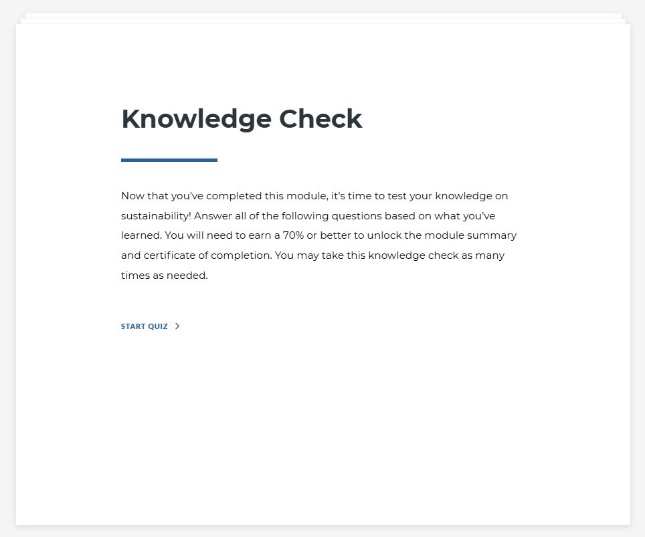 Knowledge Check
Now that you've completed this module, it's time to test your knowledge on
sustainability! Answer all of the following questions based on what you've
learned. You will need to earn a 70% or better to unlock the module summary
and certificate of completion. You may take this knowledge check as many
times as needed.
START QUIZ